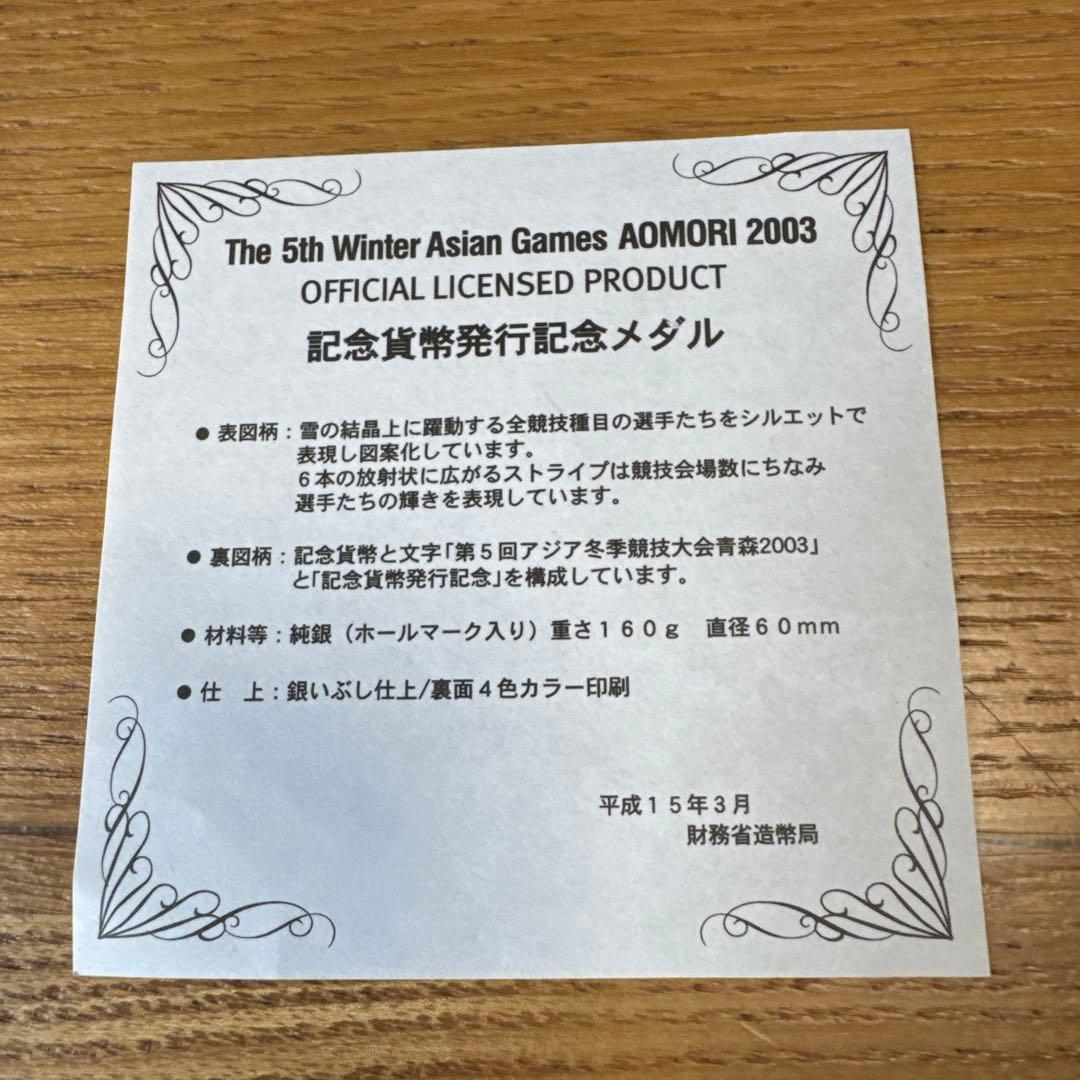 The 5th Winter Asian Games AOMORI 2003
OFFICIAL LICENSED PRODUCT
記念貨幣発行記念メダル
● 表図柄：雪の結晶上に躍動する全競技種目の選手たちをシルエットで
表現し図案化しています。
６本の放射状に広がるストライプは競技会場数にちなみ
選手たちの輝きを表現しています。
● 裏図柄：記念貨幣と文字｢第５回アジア冬季競技大会青森2003｣
と｢記念貨幣発行記念｣を構成しています。
● 材料等：純銀（ホールマーク入り）重さ１６０ｇ　直径６０ｍｍ
● 仕　上：銀いぶし仕上/裏面４色カラー印刷
平成１５年３月
財務省造幣局